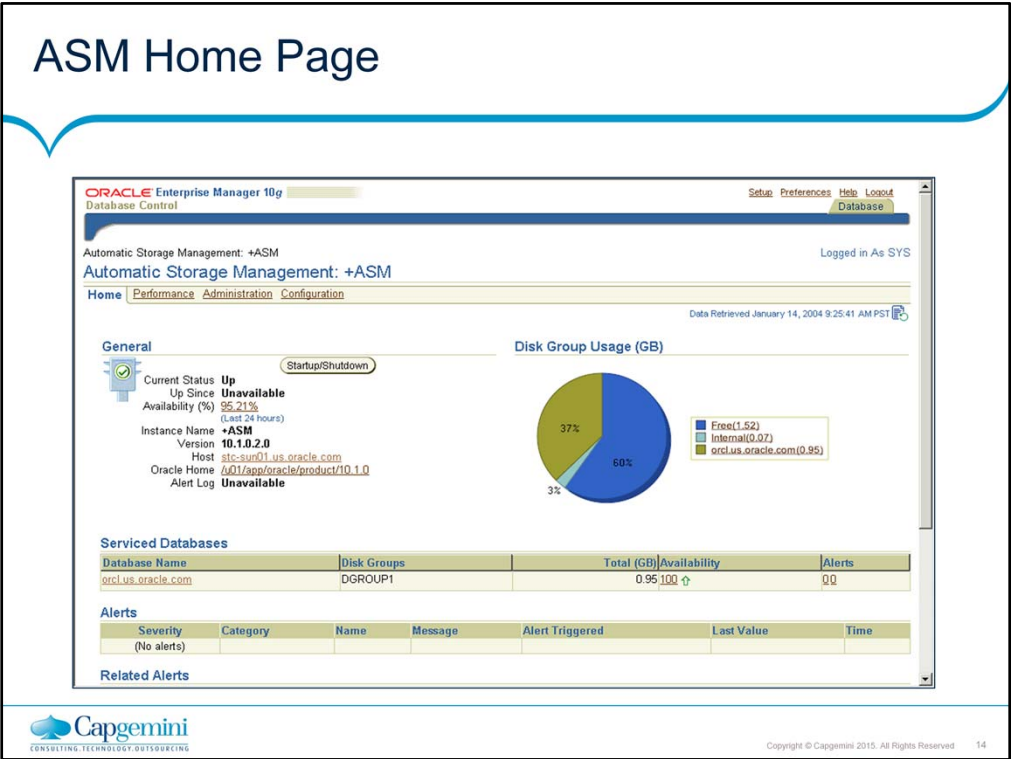 ASM Home Page
ORACLE Enterprise Manager 10g
Database Control
Setup Preferences Help Logout
Database
Automatic Storage Management: +ASM
Logged in As SYS
Automatic Storage Management: +ASM
Home Performance Administration Configuration
Data Retrieved January 14, 2004 9:25:41 AM PST
General
Startup/Shutdown
Current Status Up
Up Since Unavailable
Availability (%) 95.21%
(Last 24 hours)
Instance Name +ASM
Version 10.1.0.2.0
Host stc-sun01.us.oracle.com
Oracle Home /u01/app/oracle/product/10.1.0
Alert Log Unavailable
Disk Group Usage (GB)
37%
60%
3%
Free(1.52)
Internal(0.07)
orcl.us.oracle.com(0.95)
Serviced Databases
Database Name Disk Groups Total (GB) Availability Alerts
orcl.us.oracle.com DGROUP1 0.95 100 0 0
Alerts
Severity Category Name Message Alert Triggered Last Value Time
(No alerts)
Related Alerts
Capgemini
CONSULTING.TECHNOLOGY.OUTSOURCING
Copyright © Capgemini 2015. All Rights Reserved 14